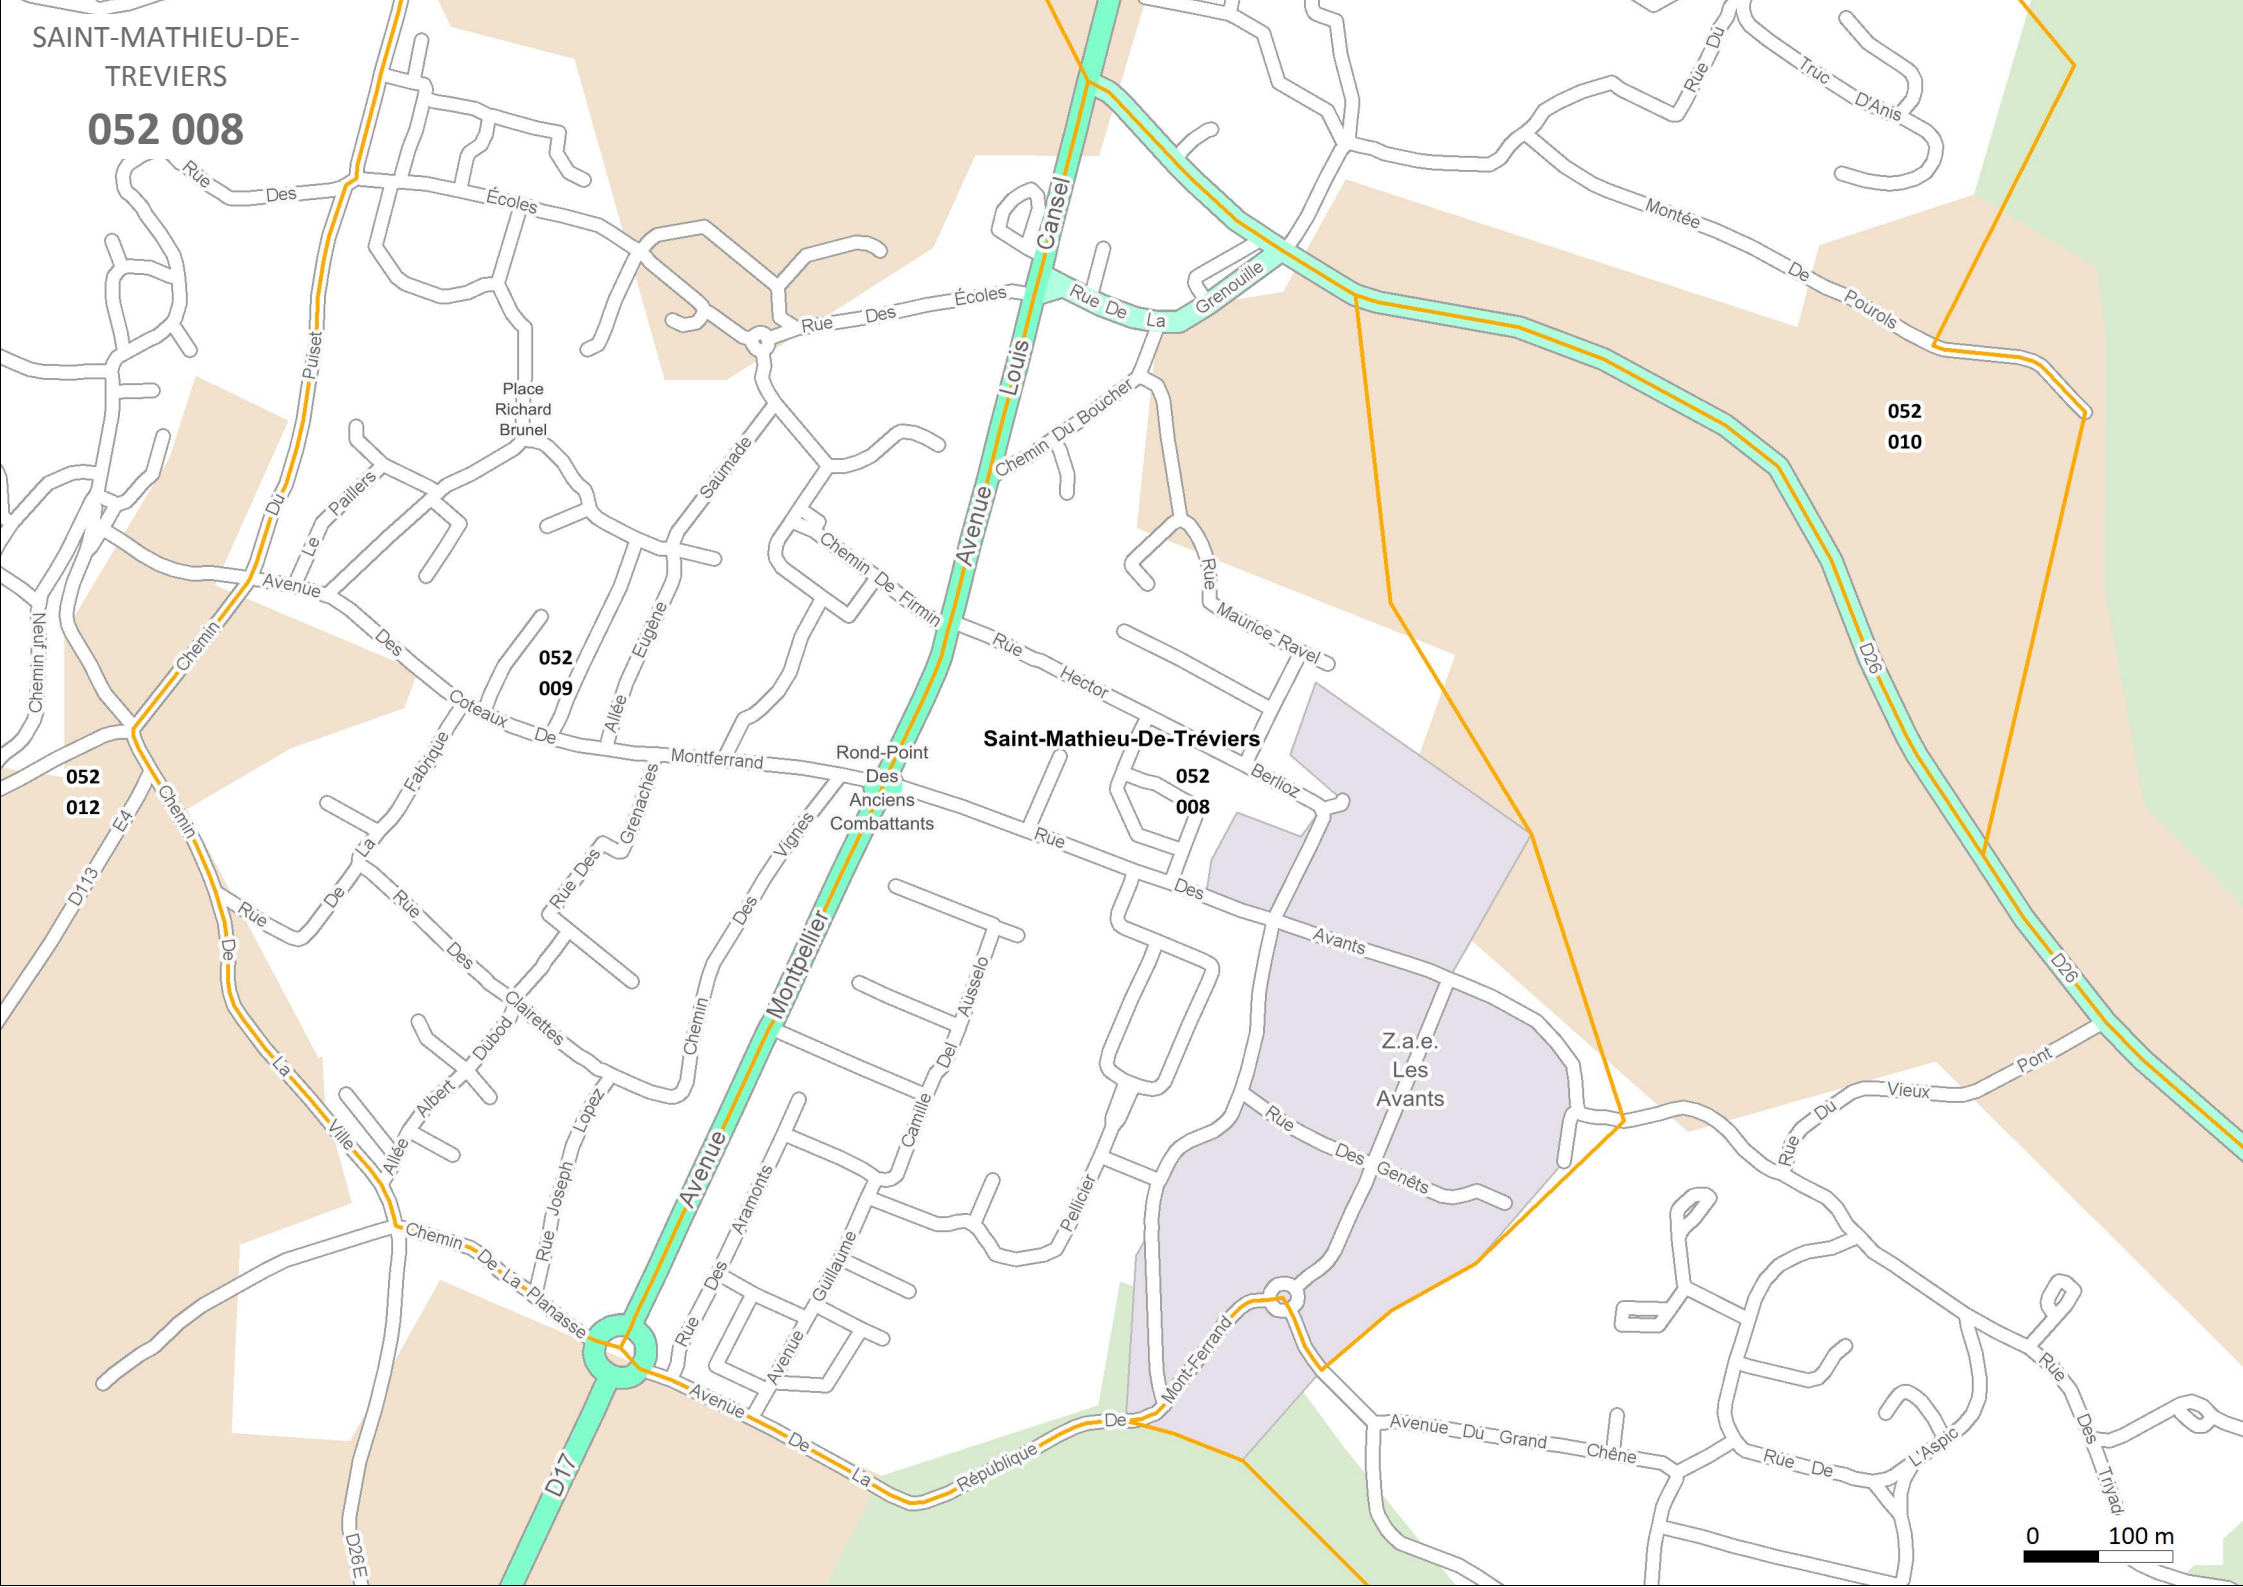 SAINT-MATHIEU-DE-
TREVIERS
052 008
Rue Du
Truc D'Anis
Rue Des Écoles
Montée De Pourols
Avenue Louis Cansel
Rue Des Écoles
Rue De La Grenouille
Chemin Du Puiset
Place
Richard
Brunel
Chemin Du Boucher
052
010
Saumade
Le Paillers
Chemin De Firmin
Rue Maurice Ravel
Avenue Des Coteaux De Montferrand
Allée Eugène
Chemin neuf
052
009
Rue Hector Berlioz
D26
Saint-Mathieu-De-Tréviers
052
008
Rond-Point
Des
Anciens
Combattants
052
012
E4
D113
Rue De La Fabrique
Rue Des Grenaches
Chemin Des Vignes
Rue Des Avants
Chemin De La Ville
Rue Des Clairettes
Avenue Montpellier
Camille Del Ausselo
D26
Z.a.e.
Les
Avants
Allée Albert Dubod
Rue Joseph Lopez
Rue Des Genêts
Rue Du Vieux Pont
Rue Des Aramonts
Avenue Guillaume Pellicier
Chemin De La Planasse
Avenue De La République
De Mont-Ferrand
Avenue Du Grand Chêne
Rue De L'Aspic
Rue Des Triyad
D17
D26E
0 100 m